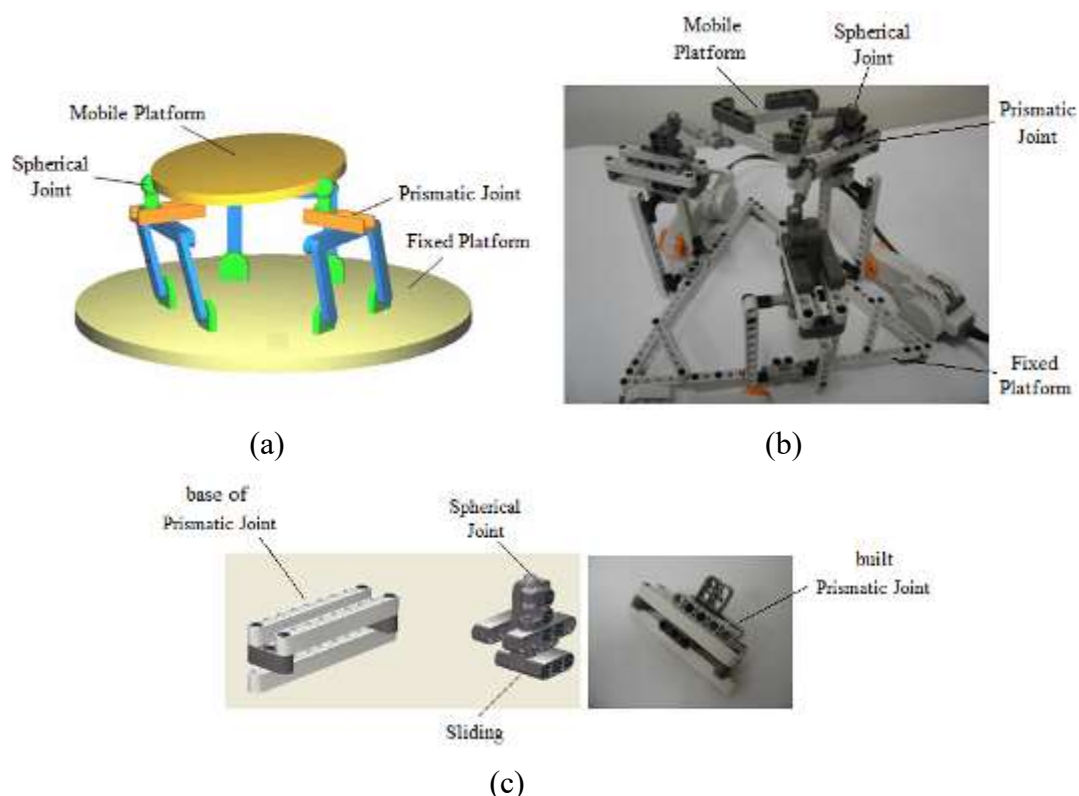 Mobile Platform
Spherical
Joint
Prismatic Joint
Fixed Platform
(a)
Mobile
Platform
Spherical
Joint
Prismatic
Joint
Fixed
Platform
(b)
base of
Prismatic Joint
Spherical
Joint
Sliding
built
Prismatic Joint
(c)